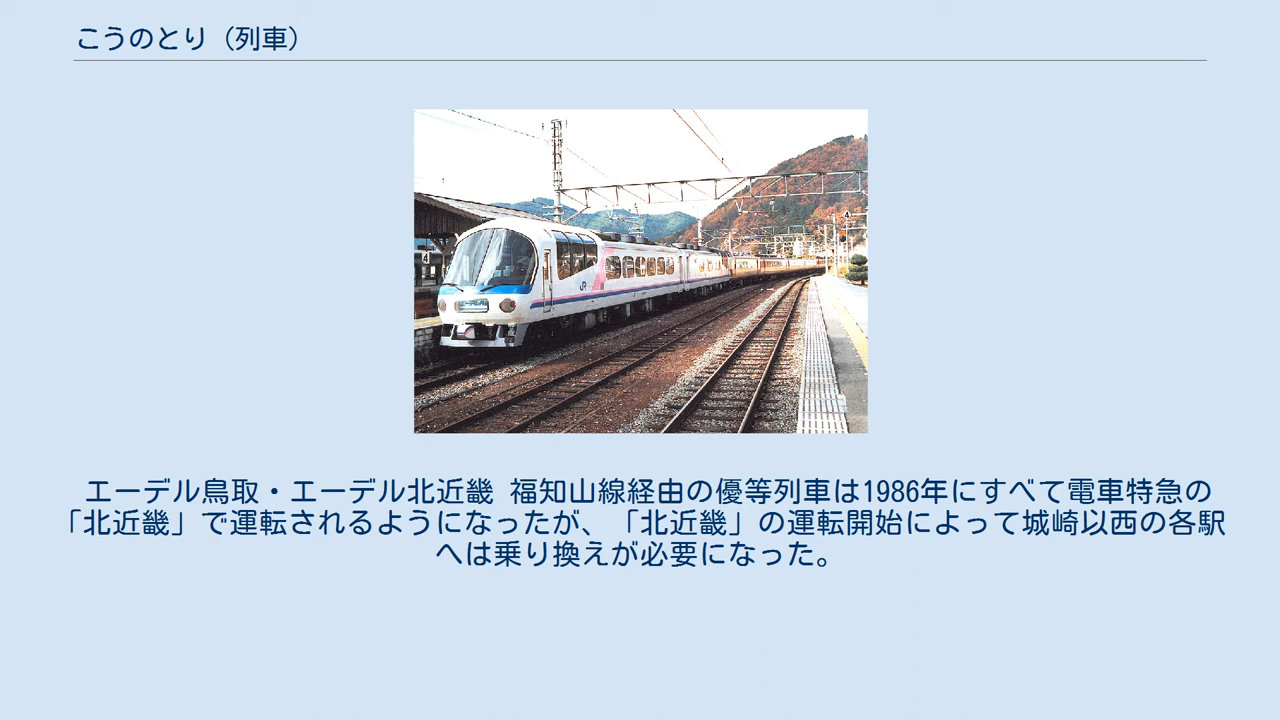 こうのとり（列車）
4
JR
エーデル鳥取・エーデル北近畿 福知山線経由の優等列車は1986年にすべて電車特急の
「北近畿」で運転されるようになったが、「北近畿」の運転開始によって城崎以西の各駅
へは乗り換えが必要になった。